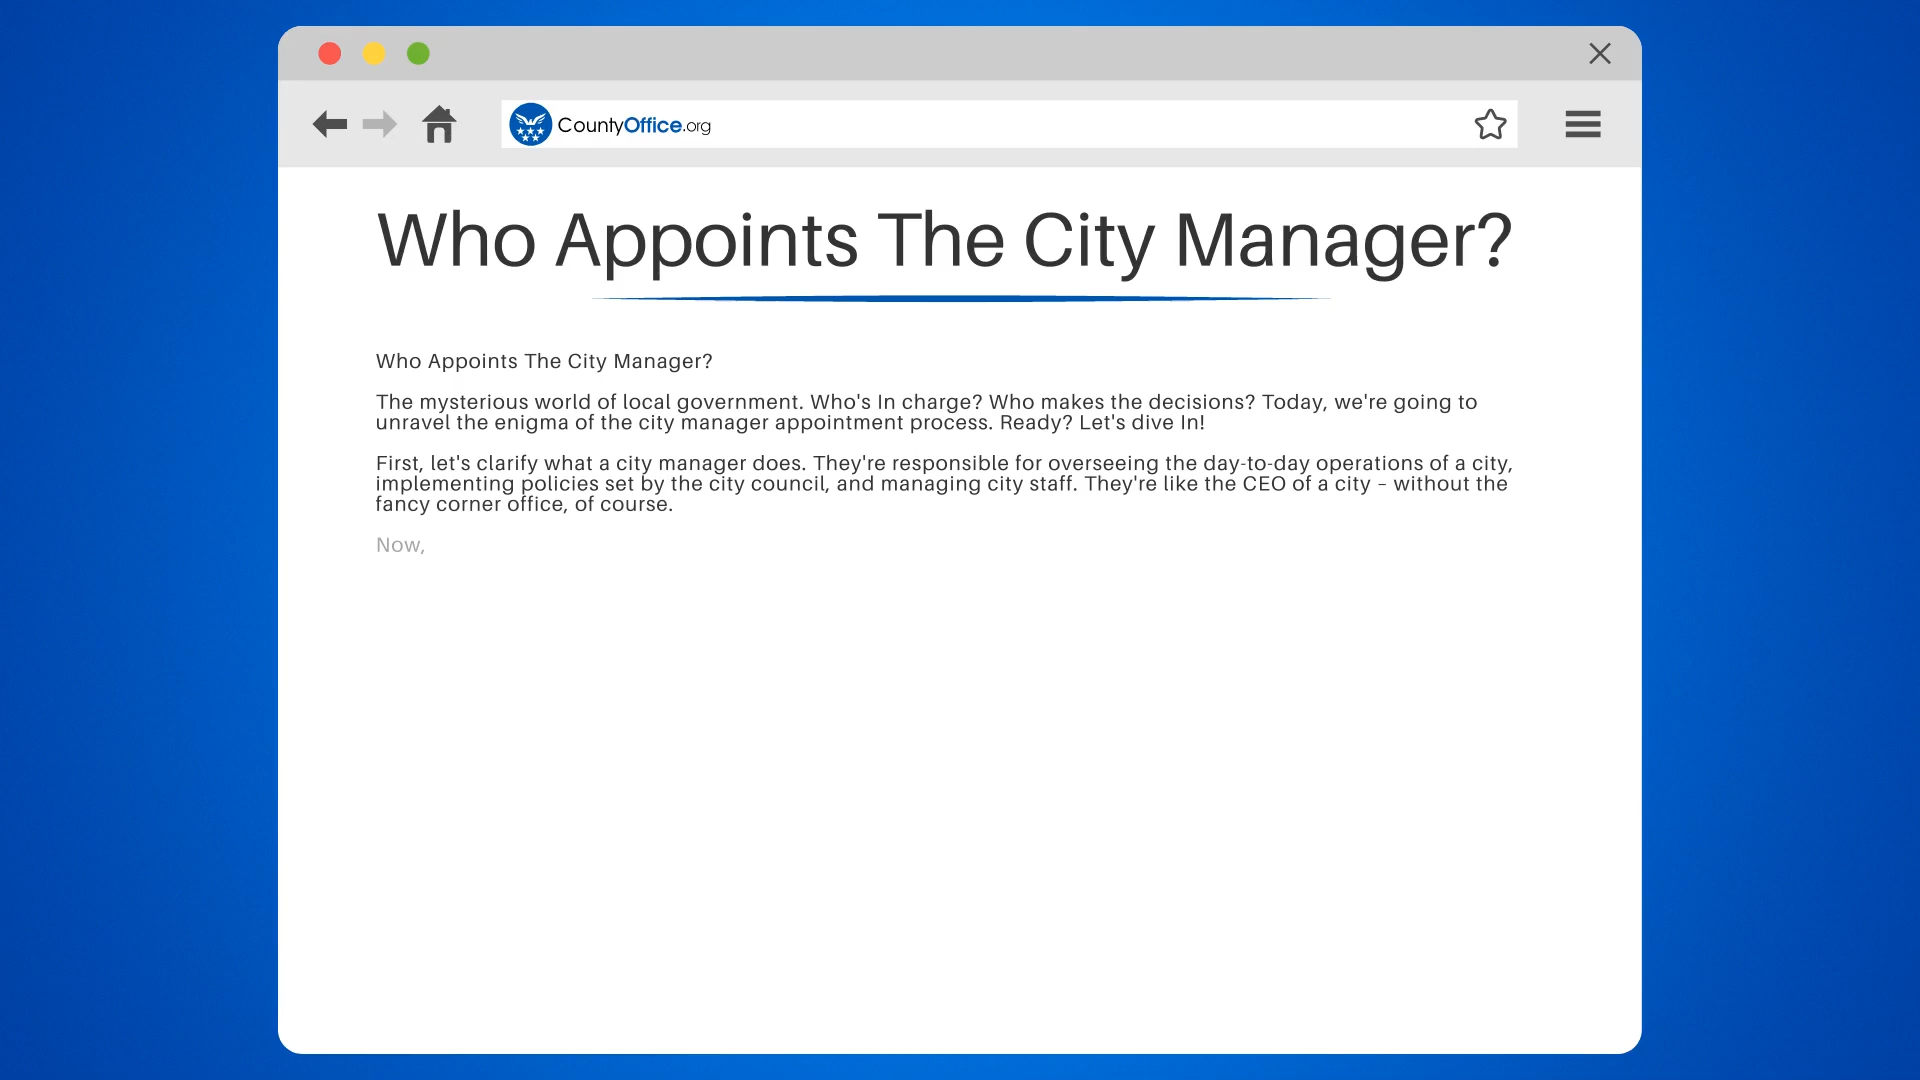 CountyOffice.org
Who Appoints The City Manager?
Who Appoints The City Manager?
The mysterious world of local government. Who's In charge? Who makes the decisions? Today, we're going to
unravel the enigma of the city manager appointment process. Ready? Let's dive In!
First, let's clarify what a city manager does. They're responsible for overseeing the day-to-day operations of a city,
implementing policies set by the city council, and managing city staff. They're like the CEO of a city – without the
fancy corner office, of course.
Now,